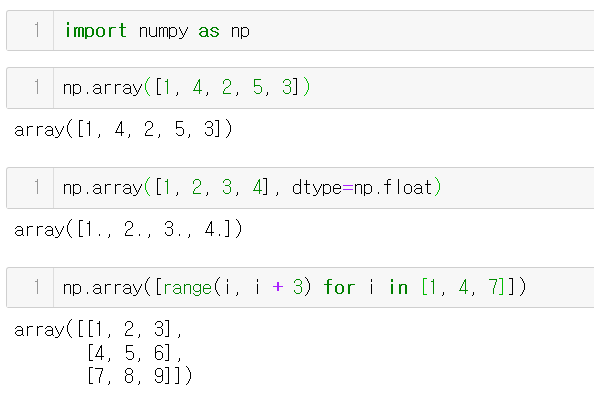 1 import numpy as np
1 np.array([1, 4, 2, 5, 3])
array([1, 4, 2, 5, 3])
1 np.array([1, 2, 3, 4], dtype=np.float)
array([1., 2., 3., 4.])
1 np.array([range(i, i + 3) for i in [1, 4, 7]])
array([[1, 2, 3],
       [4, 5, 6],
       [7, 8, 9]])